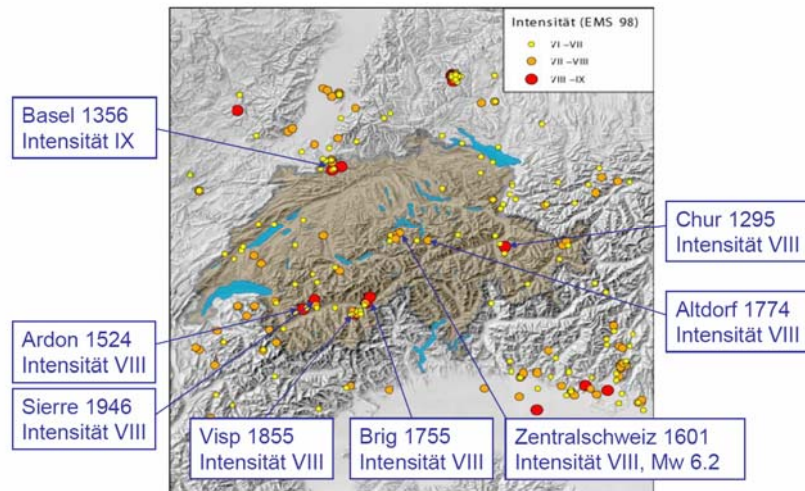 Intensität (EMS 98)
VI -VII
VII -VIII
VIII -IX
Basel 1356
Intensität IX
Chur 1295
Intensität VIII
Altdorf 1774
Intensität VIII
Ardon 1524
Intensität VIII
Sierre 1946
Intensität VIII
Visp 1855
Intensität VIII
Brig 1755
Intensität VIII
Zentralschweiz 1601
Intensität VIII, Mw 6.2